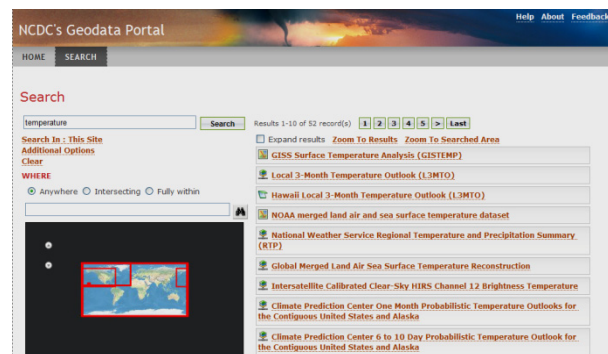 Help About Feedback
NCDC's Geodata Portal
HOME SEARCH
Search
temperature Search
Search In : This Site
Additional Options
Clear
WHERE
Anywhere Intersecting Fully within
Results 1-10 of 52 record(s) 1 2 3 4 5 > Last
Expand results Zoom To Results Zoom To Searched Area
GISS Surface Temperature Analysis (GISTEMP)
Local 3-Month Temperature Outlook (L3MTO)
Hawaii Local 3-Month Temperature Outlook (L3MTO)
NOAA merged land air and sea surface temperature dataset
National Weather Service Regional Temperature and Precipitation Summary
(RTP)
Global Merged Land Air Sea Surface Temperature Reconstruction
Intersatellite Calibrated Clear-Sky HIRS Channel 12 Brightness Temperature
Climate Prediction Center One Month Probabilistic Temperature Outlooks for
the Contiguous United States and Alaska
Climate Prediction Center 6 to 10 Day Probabilistic Temperature Outlook for
the Contiguous United States and Alaska